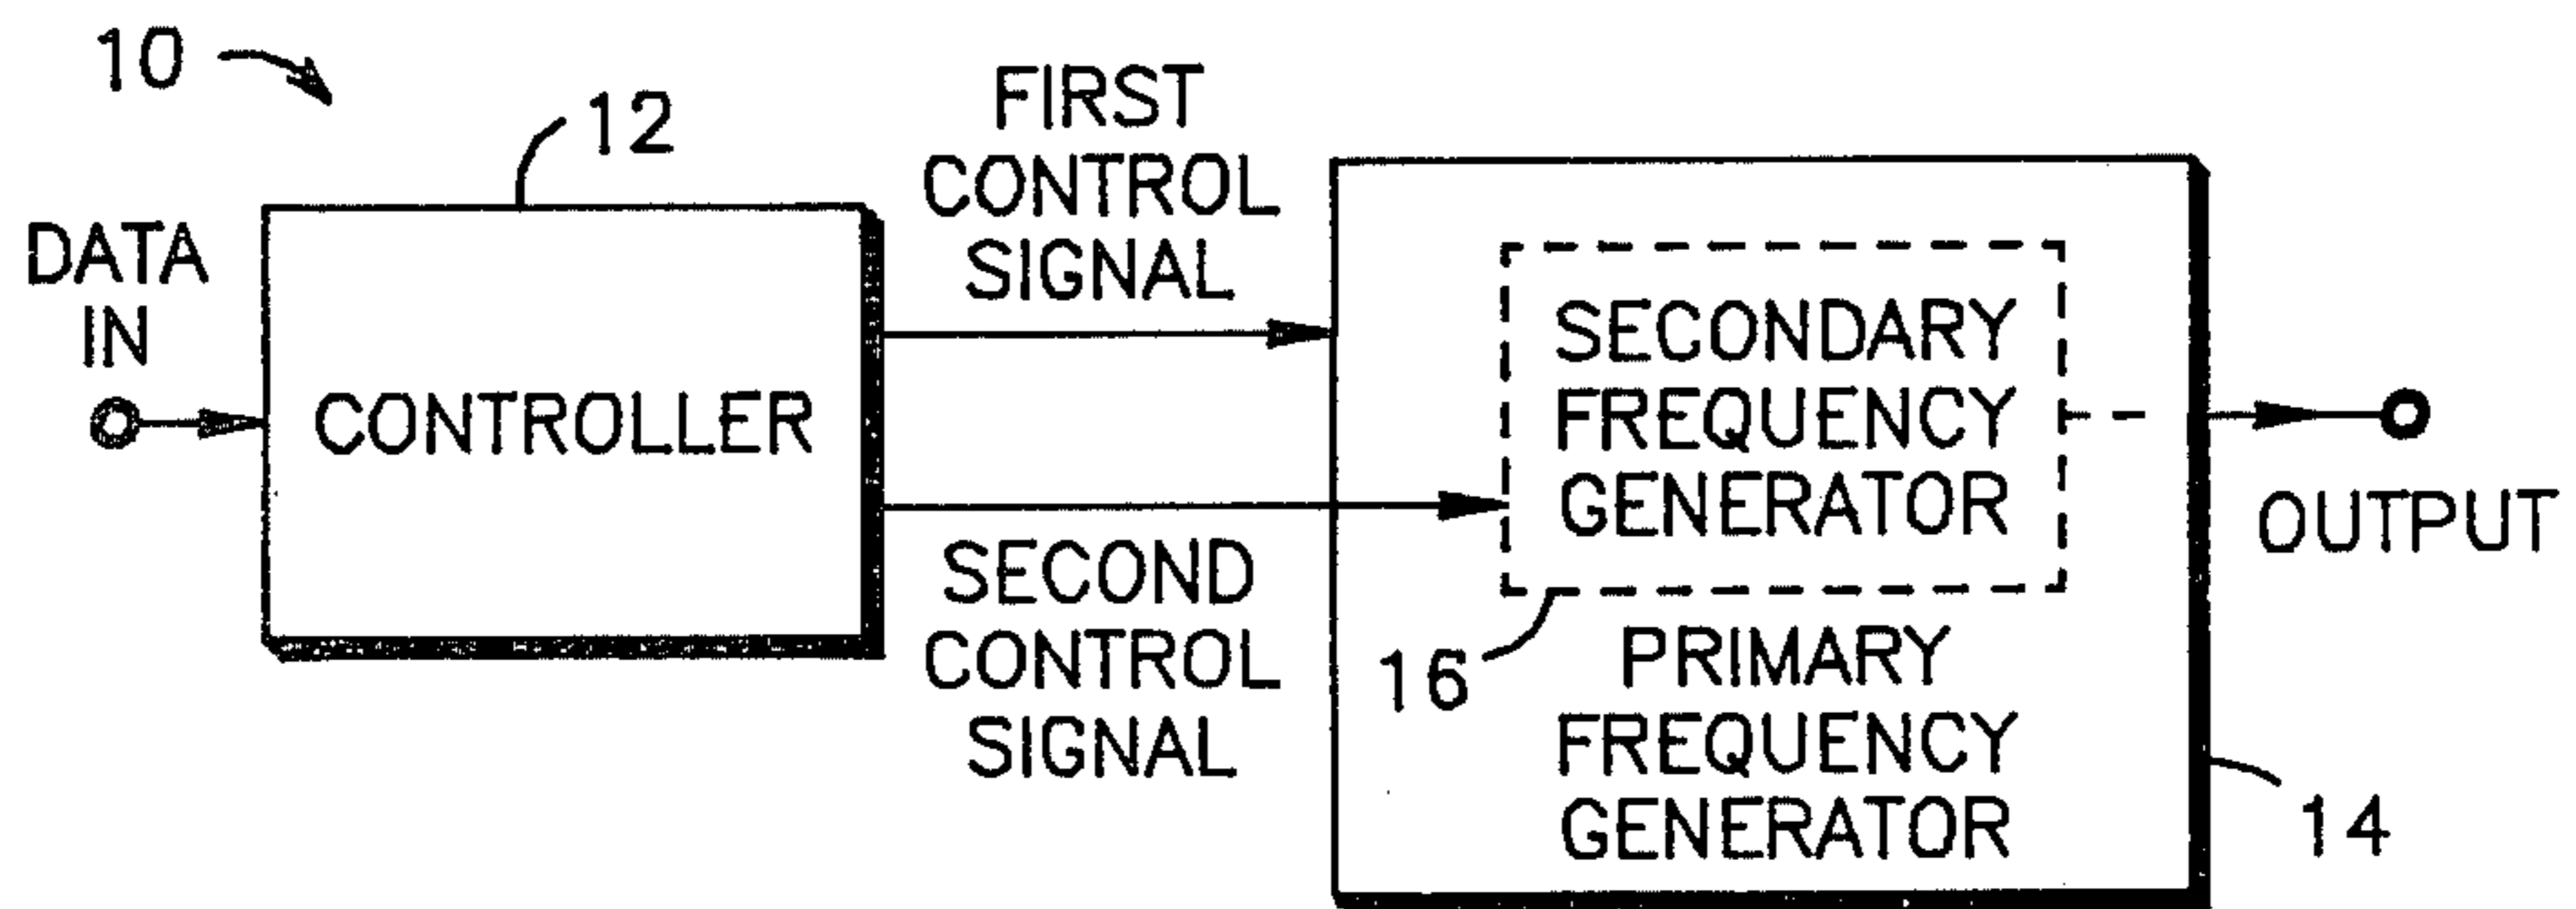 10
12
DATA
IN
CONTROLLER
FIRST
CONTROL
SIGNAL
SECOND
CONTROL
SIGNAL
SECONDARY
FREQUENCY
GENERATOR
16
PRIMARY
FREQUENCY
GENERATOR
14
OUTPUT